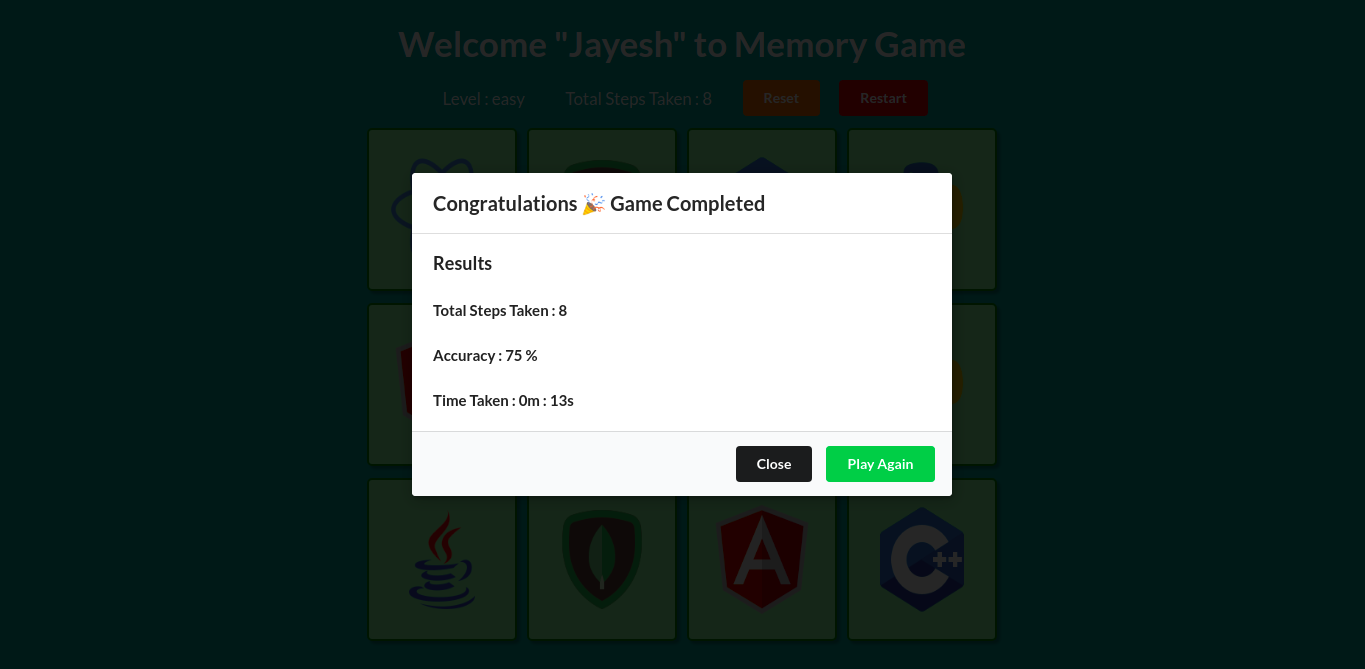 Welcome "Jayesh" to Memory Game
Level : easy
Total Steps Taken : 8
Reset
Restart
Congratulations 🎉 Game Completed
Results
Total Steps Taken : 8
Accuracy : 75 %
Time Taken : 0m : 13s
Close
Play Again
A
C++